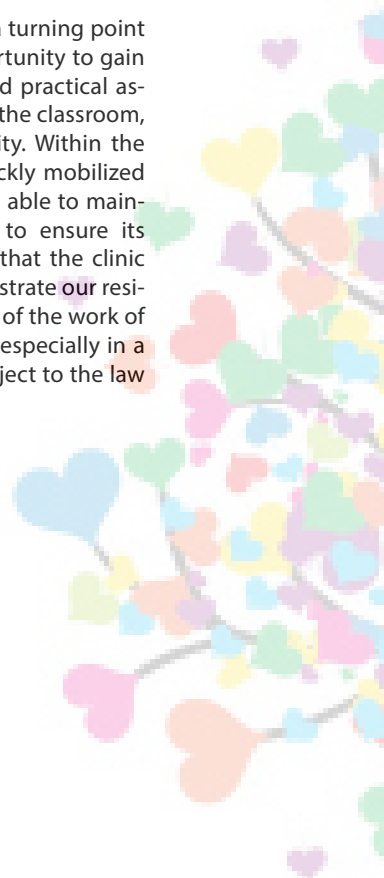 turning point
rtunity to gain
d practical as-
the classroom,
ity. Within the
ckly mobilized
able to main-
to ensure its
that the clinic
strate our resi-
of the work of
especially in a
ject to the law